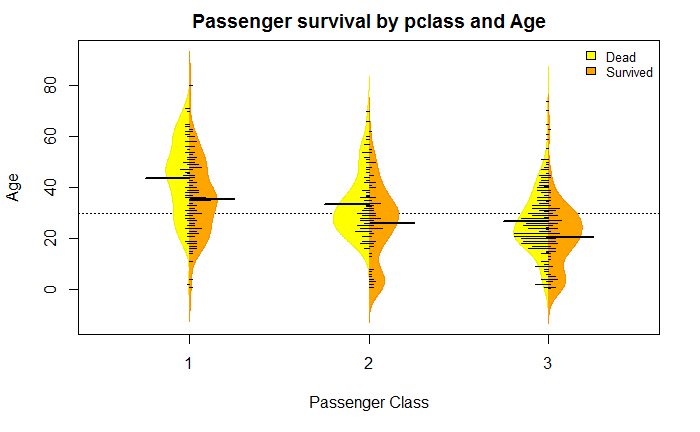 Passenger survival by pclass and Age
Dead
Survived
Age
80
60
40
20
0
1 2 3
Passenger Class